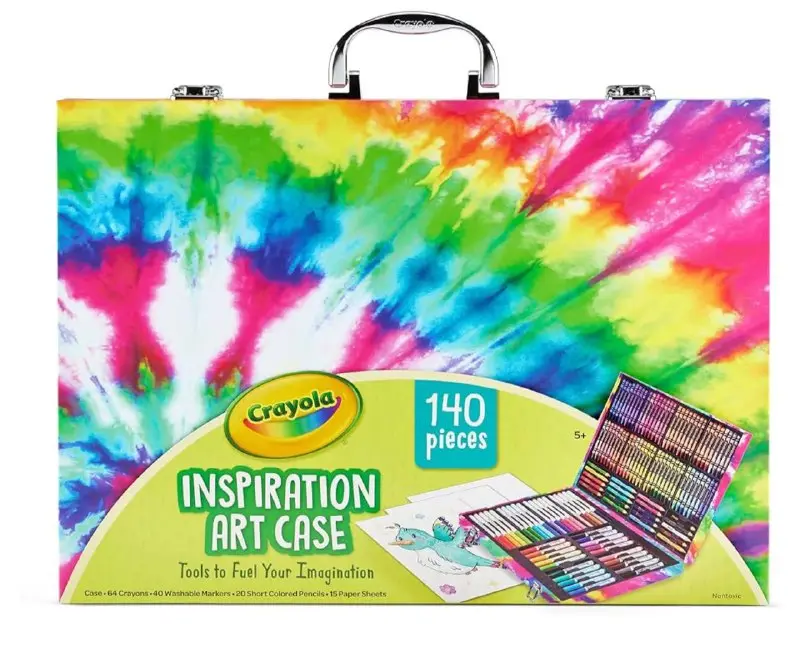 Crayola
Crayola
140
pieces
5+
INSPIRATION
ART CASE
Tools to Fuel Your Imagination
Case • 64 Crayons • 40 Washable Markers • 20 Short Colored Pencils • 15 Paper Sheets
Nontoxic